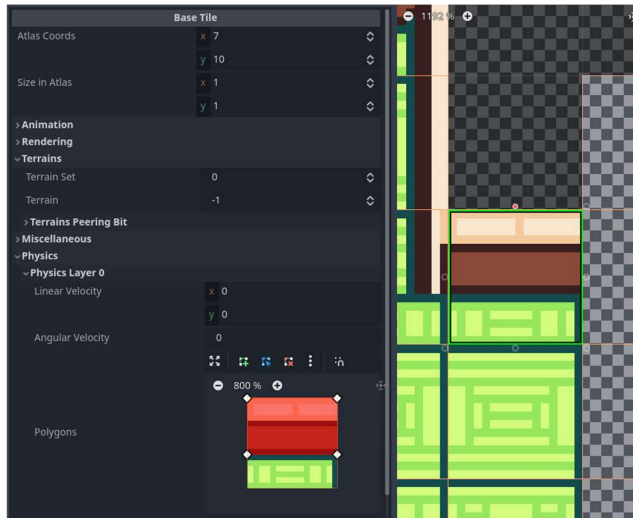 Base Tile
Atlas Coords
x 7
y 10
Size in Atlas
x 1
y 1
Animation
Rendering
Terrains
Terrain Set 0
Terrain -1
Terrains Peering Bit
Miscellaneous
Physics
Physics Layer 0
Linear Velocity
x 0
y 0
Angular Velocity 0
800 %
Polygons
1192 %